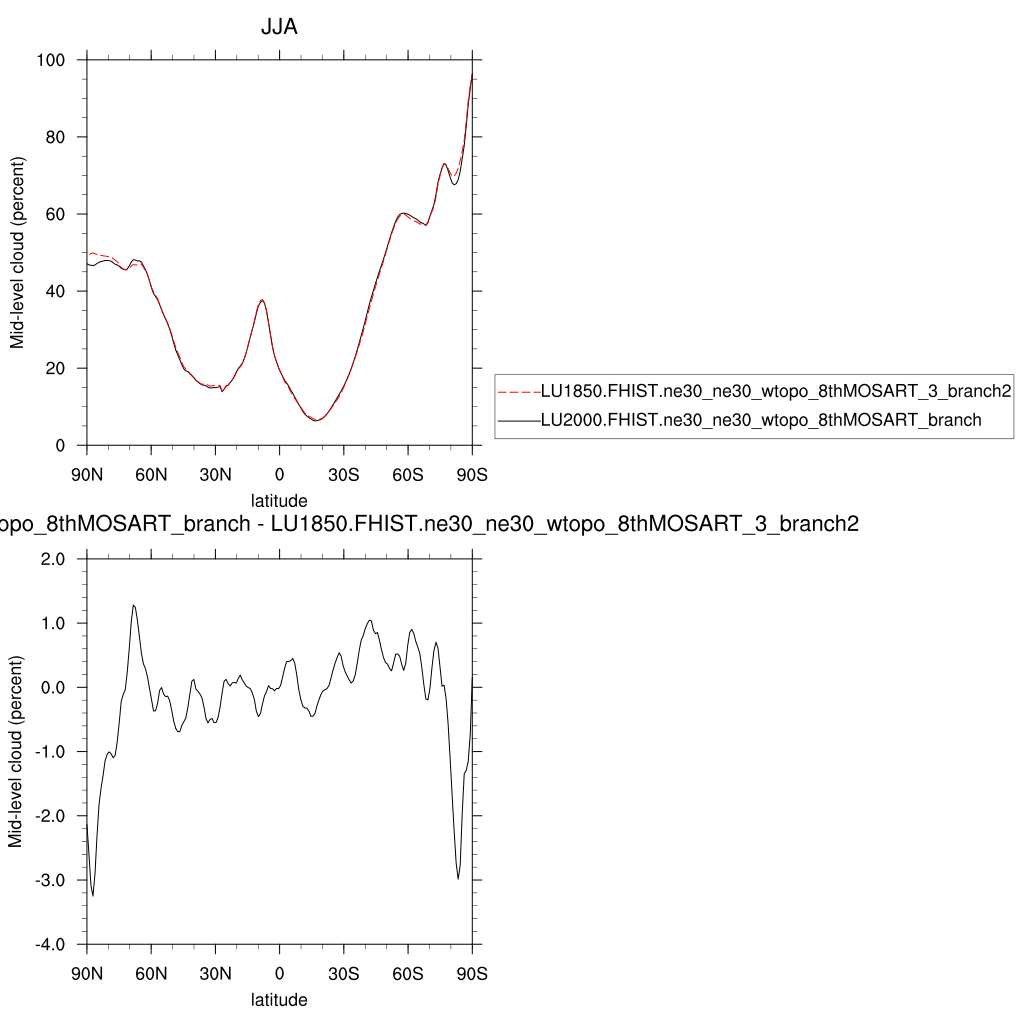 JJA
Mid-level cloud (percent)
100
80
60
40
20
0
90N 60N 30N 0 30S 60S 90S
latitude
LU1850.FHIST.ne30_ne30_wtopo_8thMOSART_3_branch2
LU2000.FHIST.ne30_ne30_wtopo_8thMOSART_branch
opo_8thMOSART_branch - LU1850.FHIST.ne30_ne30_wtopo_8thMOSART_3_branch2
Mid-level cloud (percent)
2.0
1.0
0.0
-1.0
-2.0
-3.0
-4.0
90N 60N 30N 0 30S 60S 90S
latitude